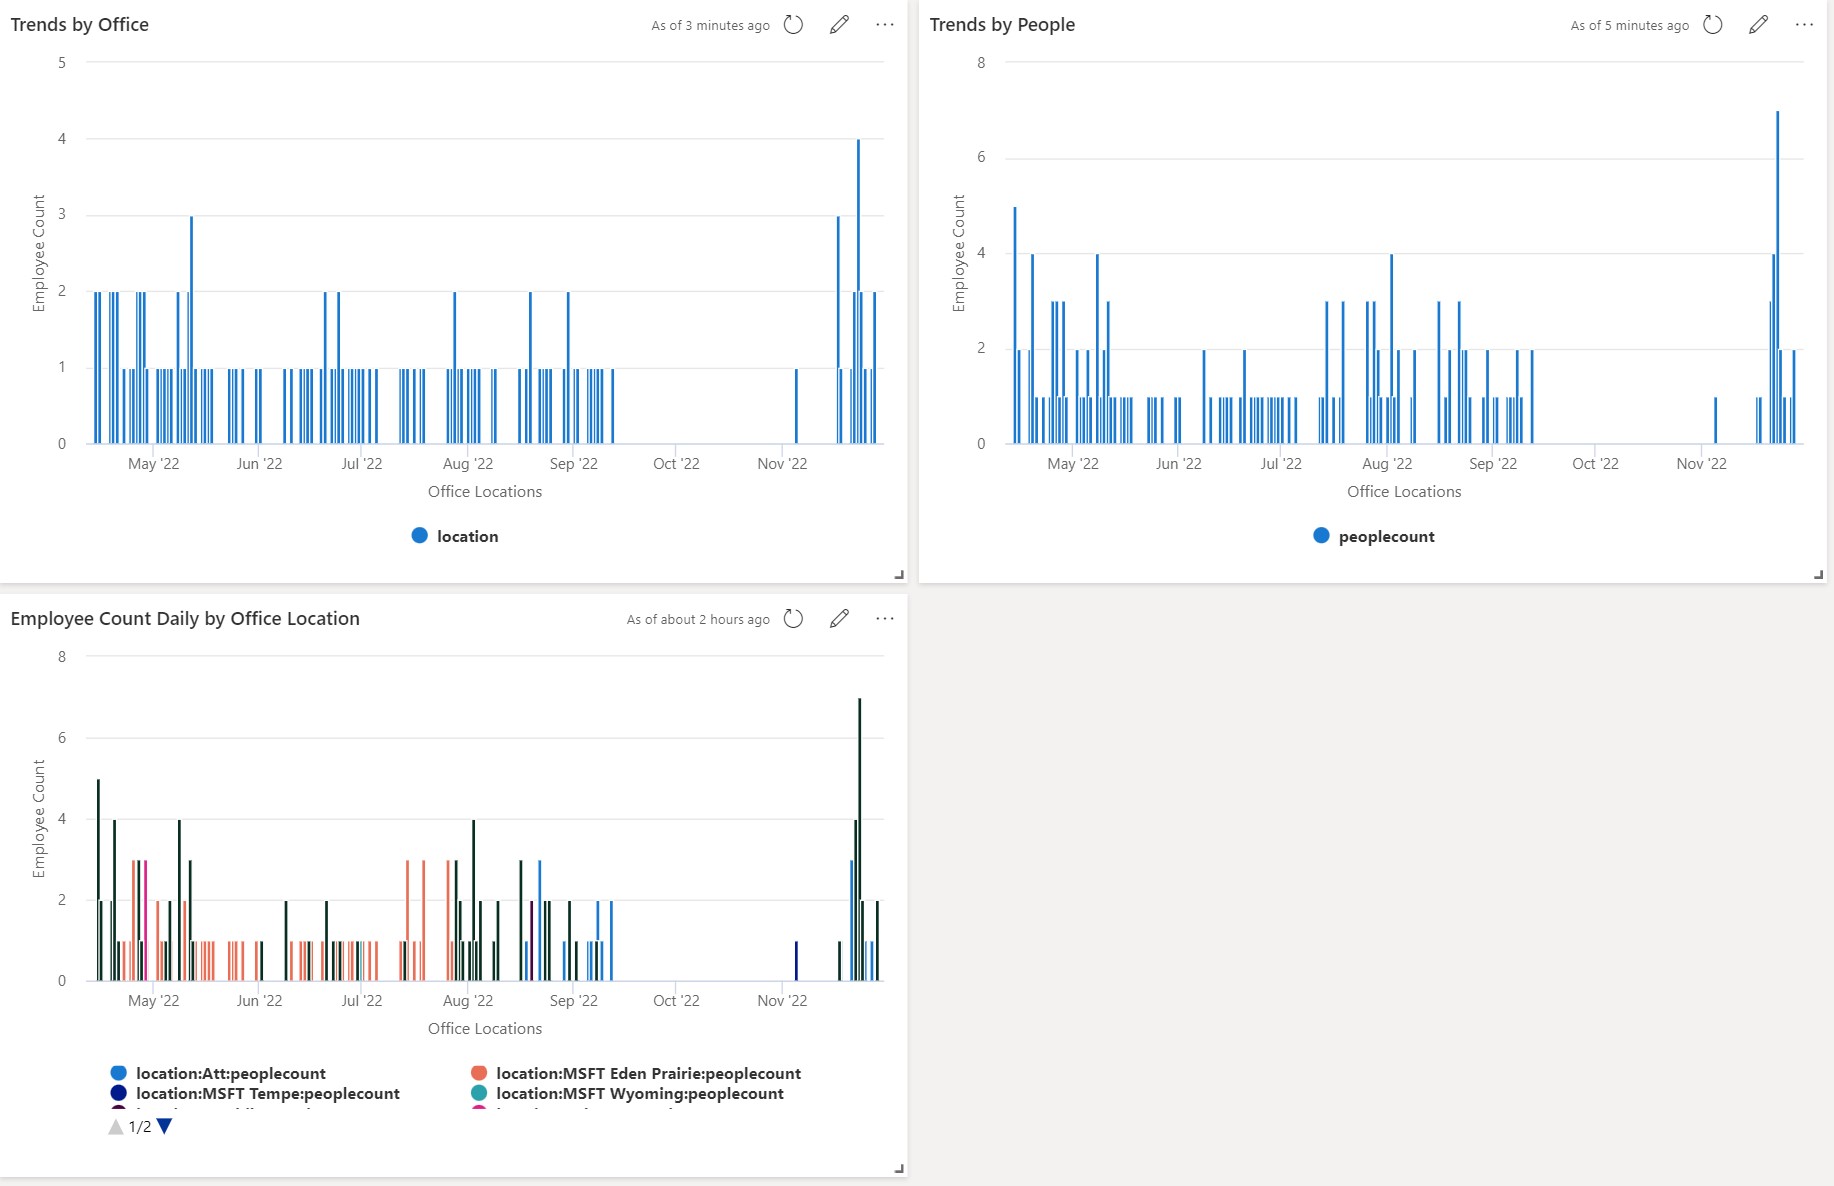 Trends by Office
As of 3 minutes ago
5
4
3
2
1
0
Employee Count
May '22 Jun '22 Jul '22 Aug '22 Sep '22 Oct '22 Nov '22
Office Locations
location
Trends by People
As of 5 minutes ago
8
6
4
2
0
Employee Count
May '22 Jun '22 Jul '22 Aug '22 Sep '22 Oct '22 Nov '22
Office Locations
peoplecount
Employee Count Daily by Office Location
As of about 2 hours ago
8
6
4
2
0
Employee Count
May '22 Jun '22 Jul '22 Aug '22 Sep '22 Oct '22 Nov '22
Office Locations
location:Att:peoplecount location:MSFT Eden Prairie:peoplecount
location:MSFT Tempe:peoplecount location:MSFT Wyoming:peoplecount
1/2